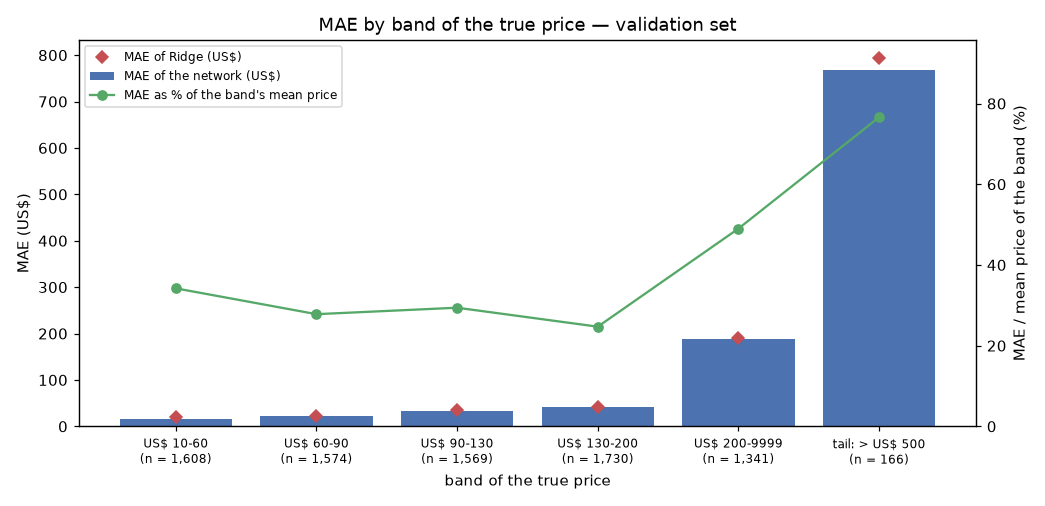 MAE by band of the true price — validation set
MAE of Ridge (US$)
MAE of the network (US$)
MAE as % of the band's mean price
MAE (US$)
800
700
600
500
400
300
200
100
0
MAE / mean price of the band (%)
80
60
40
20
0
US$ 10-60
(n = 1,608)
US$ 60-90
(n = 1,574)
US$ 90-130
(n = 1,569)
US$ 130-200
(n = 1,730)
US$ 200-9999
(n = 1,341)
tail: > US$ 500
(n = 166)
band of the true price